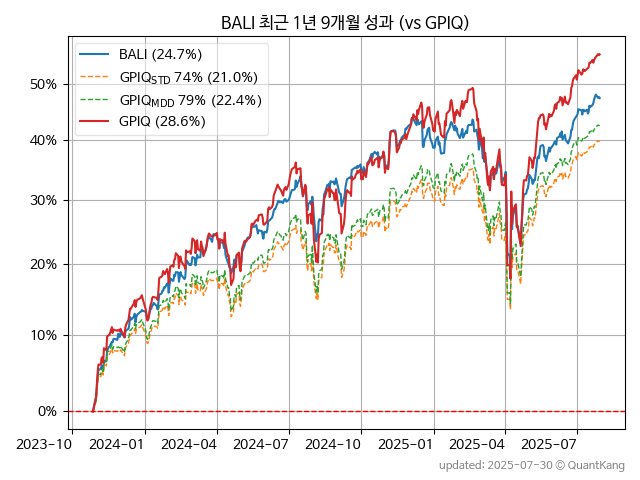 BALI 최근 1년 9개월 성과 (vs GPIQ)
BALI (24.7%)
GPIQSTD 74% (21.0%)
GPIQMDD 79% (22.4%)
GPIQ (28.6%)
50%
40%
30%
20%
10%
0%
2023-10 2024-01 2024-04 2024-07 2024-10 2025-01 2025-04 2025-07
updated: 2025-07-30 © QuantKang